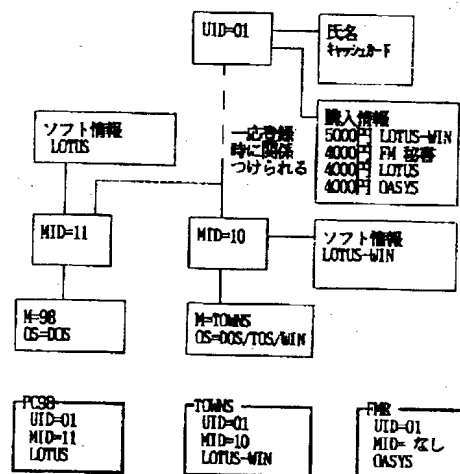 UID=01
氏名
キャッシュカード
購入情報
5000円 LOTUS-WIN
4000円 FM 秘書
4000円 LOTUS
4000円 OASYS
ソフト情報
LOTUS
一応登録
時に関係
つけられる
MID=11
MID=10
ソフト情報
LOTUS-WIN
M=98
OS=DOS
M=TOWNS
OS=DOS/TOS/WIN
PC98
UID=01
MID=11
LOTUS
TOWNS
UID=01
MID=10
LOTUS-WIN
FMR
UID=01
MID= なし
OASYS